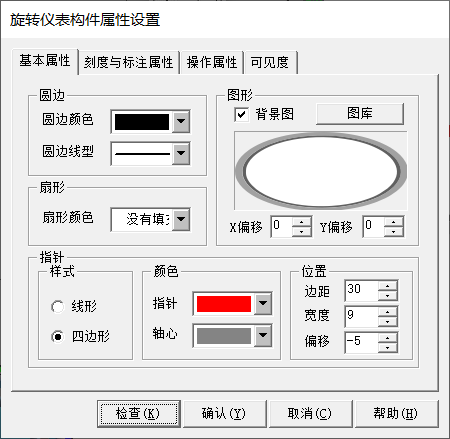 旋转仪表构件属性设置
基本属性 刻度与标注属性 操作属性 可见度
圆边
圆边颜色
圆边线型
图形
背景图 图库
X偏移 0 Y偏移 0
扇形
扇形颜色 没有填充
指针
样式
线形
四边形
颜色
指针
轴心
位置
边距 30
宽度 9
偏移 -5
检查(K) 确认(Y) 取消(C) 帮助(H)